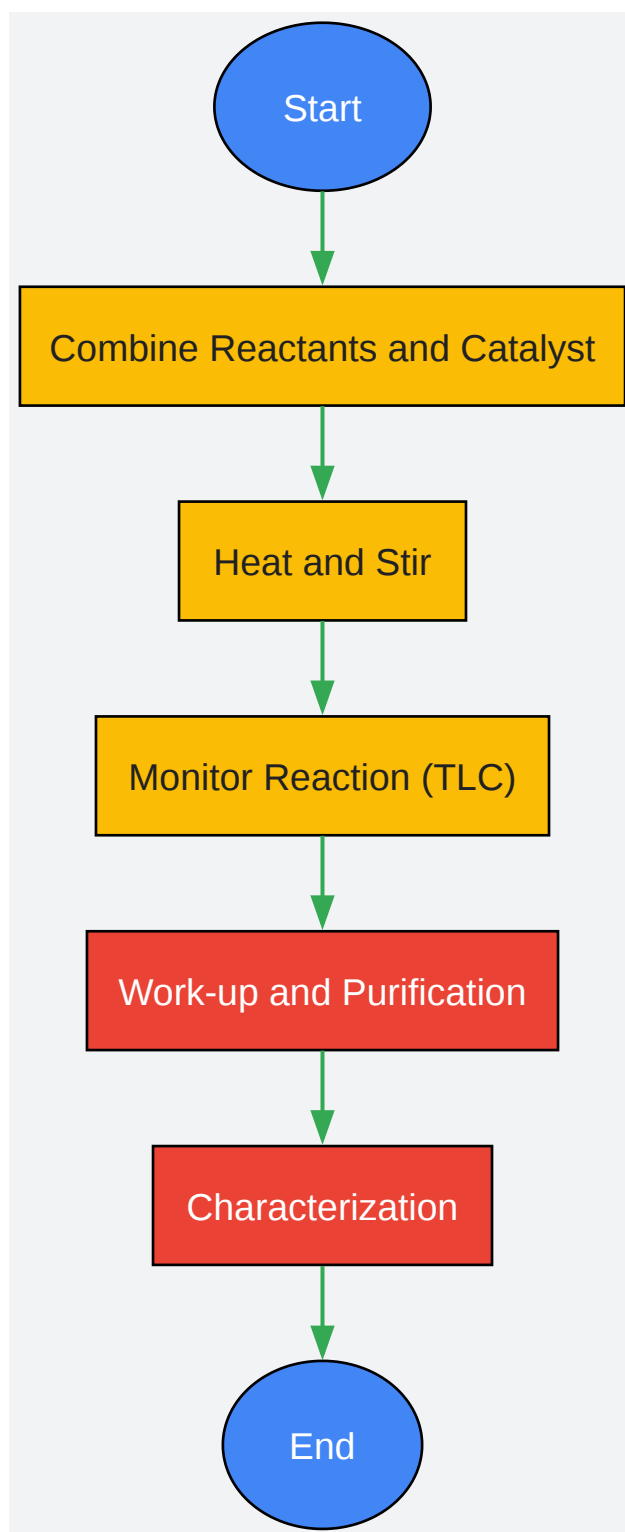 Start
Combine Reactants and Catalyst
Heat and Stir
Monitor Reaction (TLC)
Work-up and Purification
Characterization
End